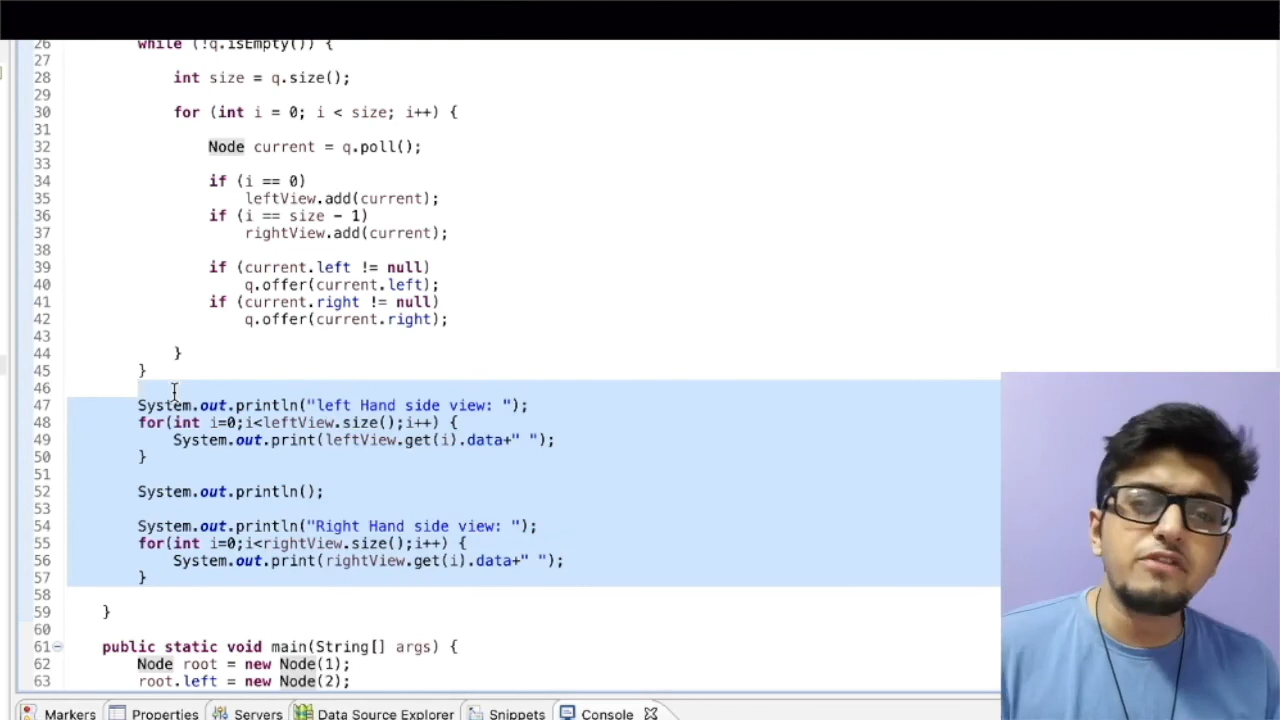 26 while (!q.isEmpty()) {
27
28 int size = q.size();
29
30 for (int i = 0; i < size; i++) {
31
32 Node current = q.poll();
33
34 if (i == 0)
35 leftView.add(current);
36 if (i == size - 1)
37 rightView.add(current);
38
39 if (current.left != null)
40 q.offer(current.left);
41 if (current.right != null)
42 q.offer(current.right);
43
44 }
45 }
46
47 System.out.println("left Hand side view: ");
48 for(int i=0;i<leftView.size();i++) {
49 System.out.print(leftView.get(i).data+" ");
50 }
51
52 System.out.println();
53
54 System.out.println("Right Hand side view: ");
55 for(int i=0;i<rightView.size();i++) {
56 System.out.print(rightView.get(i).data+" ");
57 }
58
59 }
60
61 public static void main(String[] args) {
62 Node root = new Node(1);
63 root.left = new Node(2);
Markers Properties Servers Data Source Explorer Snippets Console